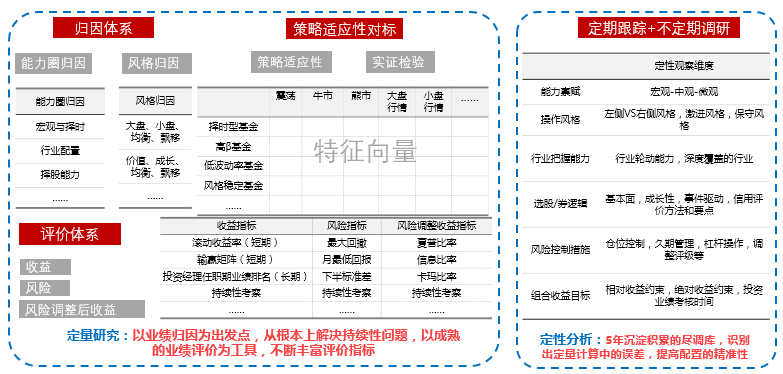 归因体系
能力圈归因
风格归因
能力圈归因
宏观与择时
行业配置
择股能力
……
风格归因
大盘、小盘、
均衡、飘移
价值、成长、
均衡、飘移
……
策略适应性对标
策略适应性
实证检验
震荡 牛市 熊市 大盘行情 小盘行情 ……
择时型基金
高β基金
低波动率基金
风格稳定基金
……
特征向量
评价体系
收益
风险
风险调整后收益
收益指标 风险指标 风险调整收益指标
滚动收益率（短期） 最大回撤 夏普比率
输赢矩阵（短期） 月最低回报 信息比率
投资经理任职期业绩排名（长期） 下半标准差 卡玛比率
持续性考察 持续性考察 持续性考察
…… …… ……
定量研究：以业绩归因为出发点，从根本上解决持续性问题，以成熟
的业绩评价为工具，不断丰富评价指标
定期跟踪+不定期调研
定性观察维度
能力禀赋 宏观-中观-微观
操作风格 左侧VS右侧风格，激进风格，保守风
格
行业把握能力 行业轮动能力，深度覆盖的行业
选股/券逻辑 基本面，成长性，事件驱动，信用评
价方法和要点
风险控制措施 仓位控制，久期管理，杠杆操作，调
整评级等
组合收益目标 相对收益约束，绝对收益约束，投资
业绩考核时间
定性分析：5年沉淀积累的尽调库，识别
出定量计算中的误差，提高配置的精准性